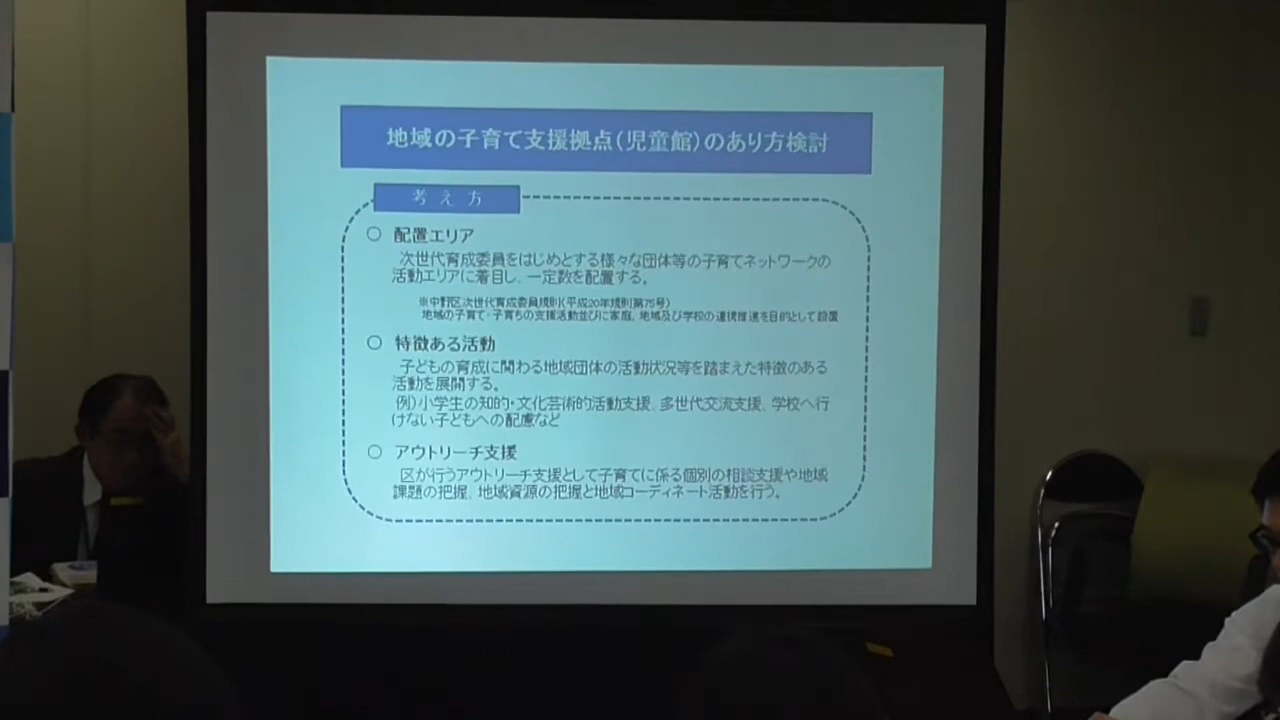 地域の子育て支援拠点(児童館)のあり方検討
考え方
○ 配置エリア
次世代育成委員をはじめとする様々な団体等の子育てネットワークの
活動エリアに着目し、一定数を配置する。
※中野区次世代育成委員規則(平成20年規則第75号)
地域の子育て・子育ちの支援活動並びに家庭、地域及び学校の連携推進を目的として設置
○ 特徴ある活動
子どもの育成に関わる地域団体の活動状況等を踏まえた特徴のある
活動を展開する。
例)小学生の知的・文化芸術的活動支援、多世代交流支援、学校へ行
けない子どもへの配慮など
○ アウトリーチ支援
区が行うアウトリーチ支援として子育てに係る個別の相談支援や地域
課題の把握、地域資源の把握と地域コーディネート活動を行う。